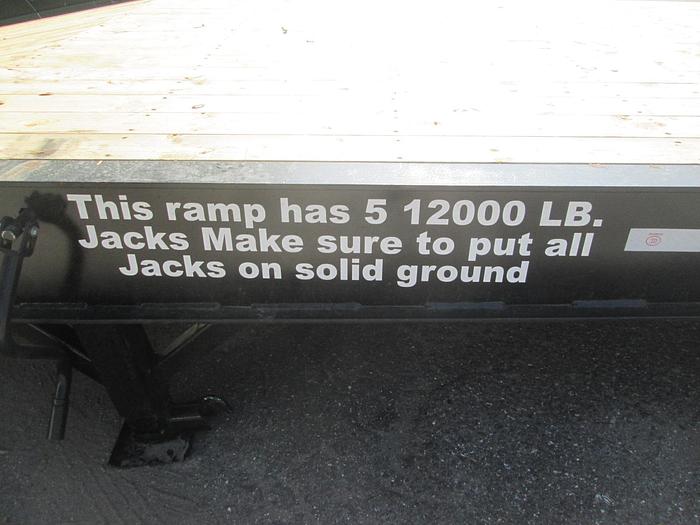 This ramp has 5 12000 LB.
Jacks Make sure to put all
Jacks on solid ground